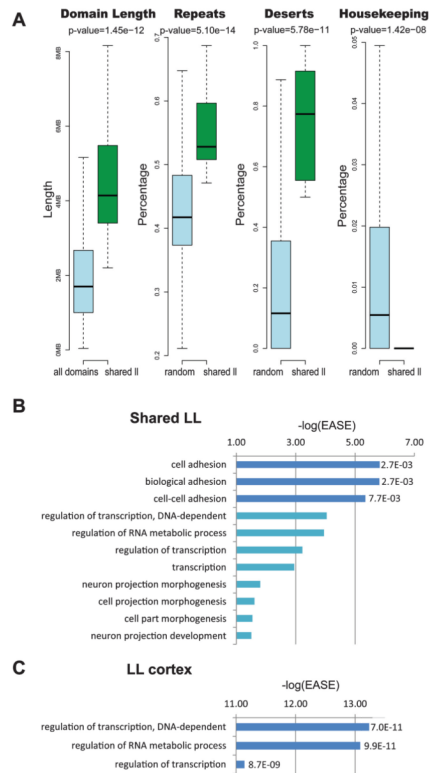 A
Domain Length Repeats Deserts Housekeeping
p-value=1.45e−12 p-value=5.10e−14 p-value=5.78e−11 p-value=1.42e−08
Length
0MB 2MB 4MB 6MB 8MB
all domains shared ll
Percentage
0.2 0.3 0.4 0.5 0.6 0.7
random shared ll
Percentage
0.0 0.2 0.4 0.6 0.8 1.0
random shared ll
Percentage
0.00 0.01 0.02 0.03 0.04 0.05
random shared ll
B
Shared LL
-log(EASE)
1.00 3.00 5.00 7.00
cell adhesion 2.7E-03
biological adhesion 2.7E-03
cell-cell adhesion 7.7E-03
regulation of transcription, DNA-dependent
regulation of RNA metabolic process
regulation of transcription
transcription
neuron projection morphogenesis
cell projection morphogenesis
cell part morphogenesis
neuron projection development
C
LL cortex
-log(EASE)
11.00 12.00 13.00
regulation of transcription, DNA-dependent 7.0E-11
regulation of RNA metabolic process 9.9E-11
regulation of transcription 8.7E-09